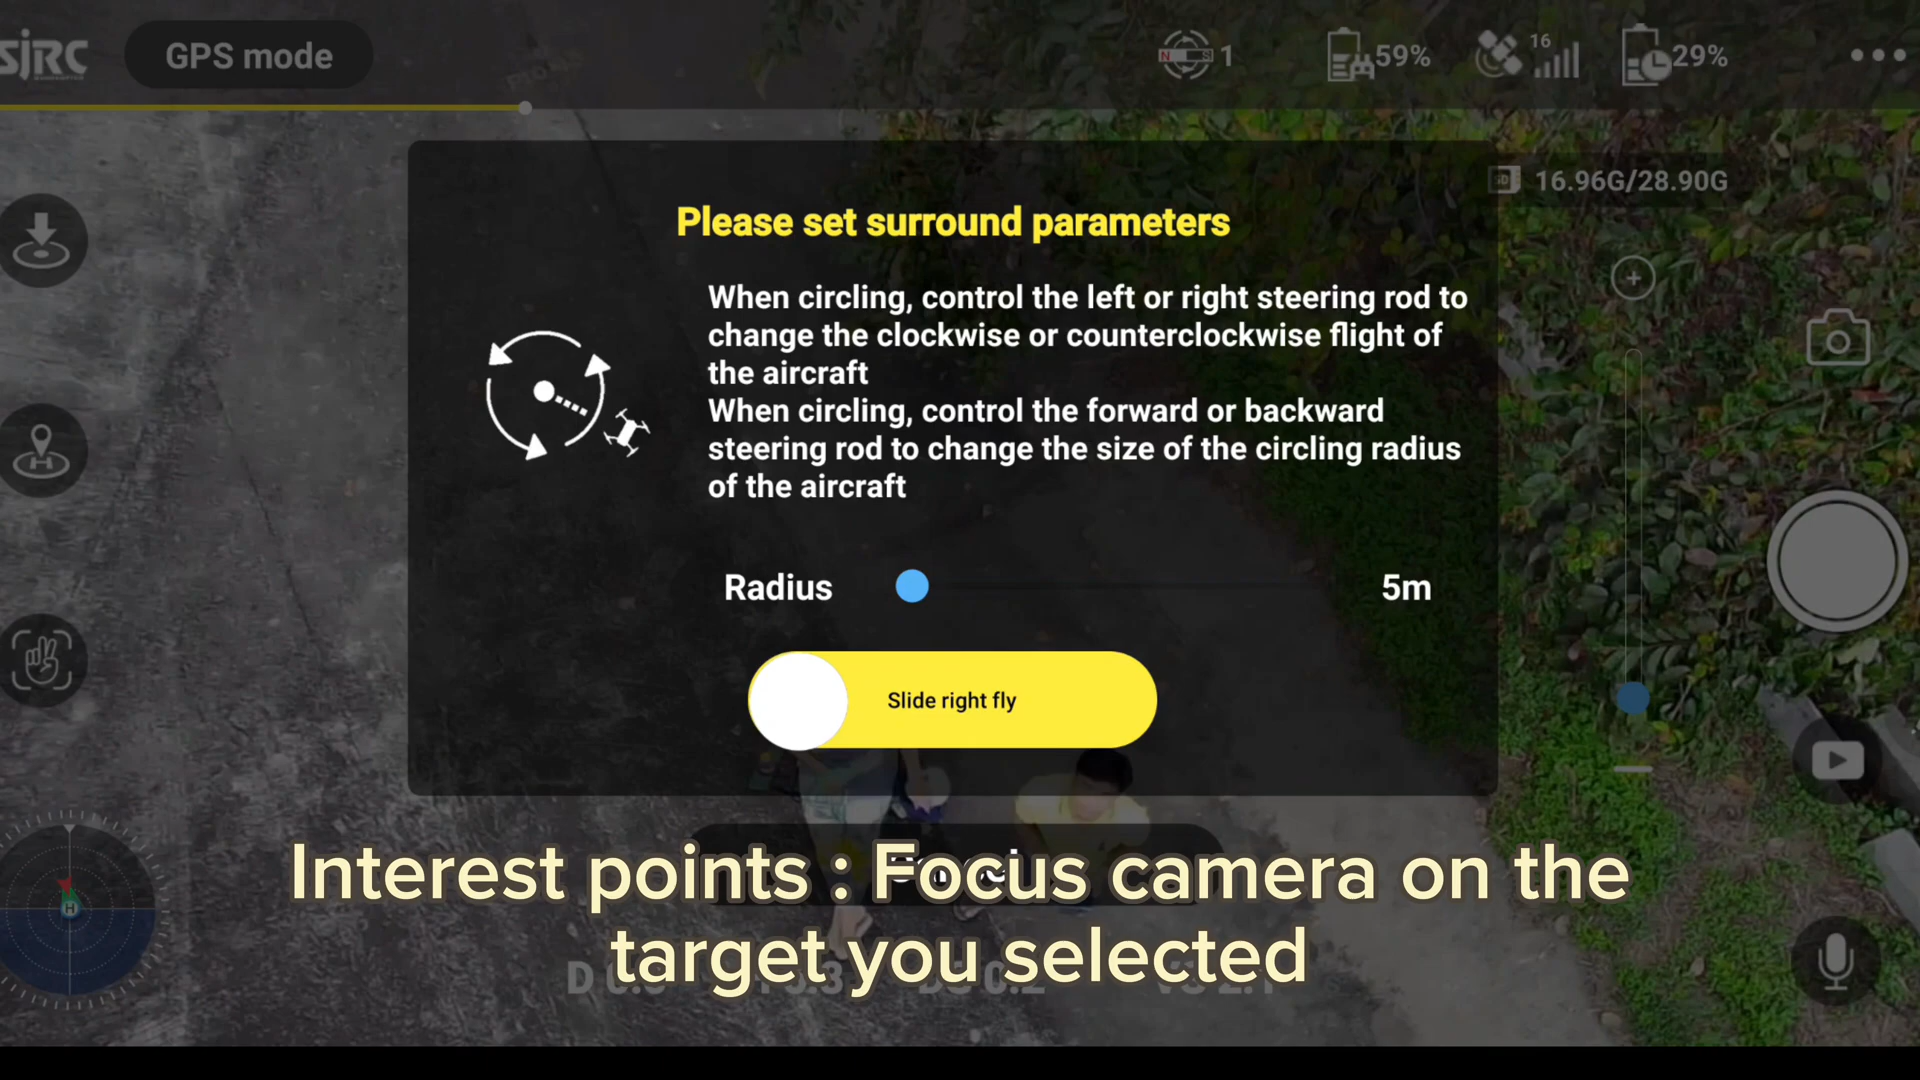 SJRC
GPS mode
1
59%
16
29%
SD 16.96G/28.90G
Please set surround parameters
When circling, control the left or right steering rod to
change the clockwise or counterclockwise flight of
the aircraft
When circling, control the forward or backward
steering rod to change the size of the circling radius
of the aircraft
Radius
5m
Slide right fly
Interest points : Focus camera on the
target you selected
H